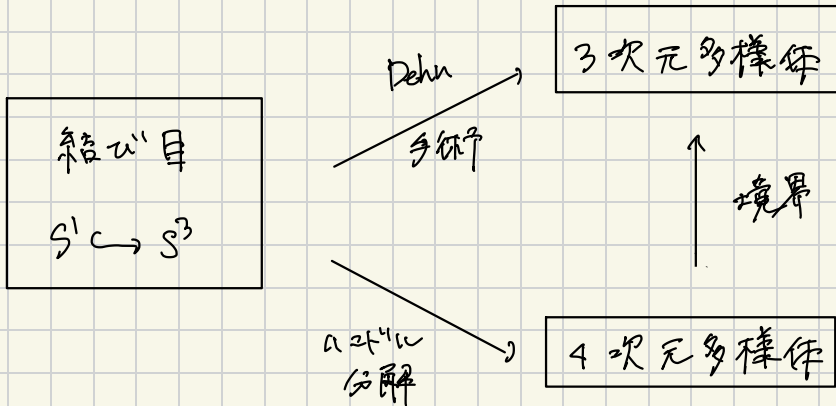 結び目
S¹ ↪ S³
Dehn
手術
3次元多様体
境界
ハンドル
分解
4次元多様体